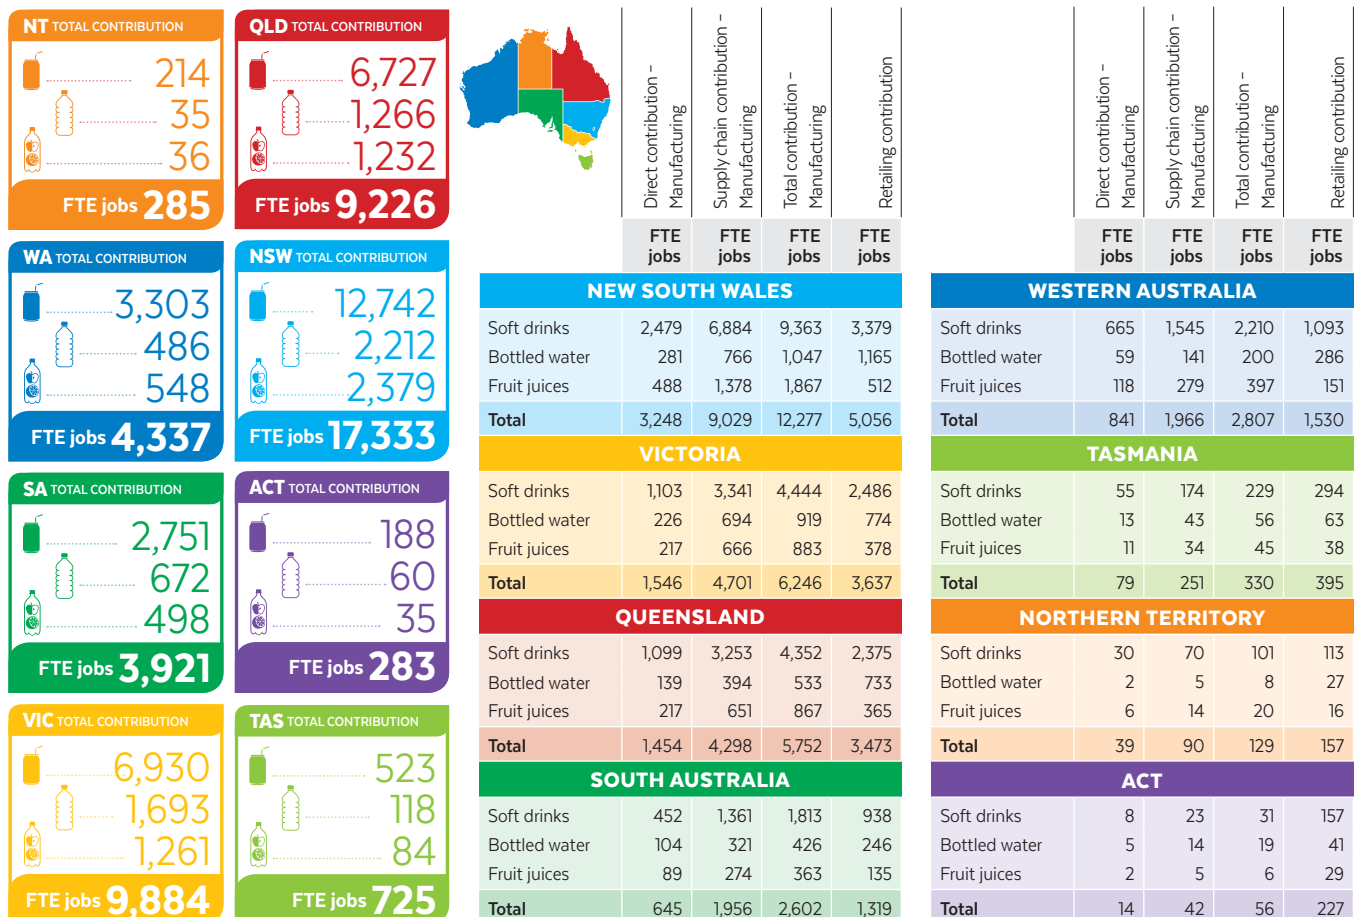 NT TOTAL CONTRIBUTION
214
35
36
FTE jobs 285
QLD TOTAL CONTRIBUTION
6,727
1,266
1,232
FTE jobs 9,226
WA TOTAL CONTRIBUTION
3,303
486
548
FTE jobs 4,337
NSW TOTAL CONTRIBUTION
12,742
2,212
2,379
FTE jobs 17,333
SA TOTAL CONTRIBUTION
2,751
672
498
FTE jobs 3,921
ACT TOTAL CONTRIBUTION
188
60
35
FTE jobs 283
VIC TOTAL CONTRIBUTION
6,930
1,693
1,261
FTE jobs 9,884
TAS TOTAL CONTRIBUTION
523
118
84
FTE jobs 725
Direct contribution –
Manufacturing
Supply chain contribution –
Manufacturing
Total contribution –
Manufacturing
Retailing contribution
FTE FTE FTE FTE
jobs jobs jobs jobs
NEW SOUTH WALES
Soft drinks 2,479 6,884 9,363 3,379
Bottled water 281 766 1,047 1,165
Fruit juices 488 1,378 1,867 512
Total 3,248 9,029 12,277 5,056
VICTORIA
Soft drinks 1,103 3,341 4,444 2,486
Bottled water 226 694 919 774
Fruit juices 217 666 883 378
Total 1,546 4,701 6,246 3,637
QUEENSLAND
Soft drinks 1,099 3,253 4,352 2,375
Bottled water 139 394 533 733
Fruit juices 217 651 867 365
Total 1,454 4,298 5,752 3,473
SOUTH AUSTRALIA
Soft drinks 452 1,361 1,813 938
Bottled water 104 321 426 246
Fruit juices 89 274 363 135
Total 645 1,956 2,602 1,319
Direct contribution –
Manufacturing
Supply chain contribution –
Manufacturing
Total contribution –
Manufacturing
Retailing contribution
FTE FTE FTE FTE
jobs jobs jobs jobs
WESTERN AUSTRALIA
Soft drinks 665 1,545 2,210 1,093
Bottled water 59 141 200 286
Fruit juices 118 279 397 151
Total 841 1,966 2,807 1,530
TASMANIA
Soft drinks 55 174 229 294
Bottled water 13 43 56 63
Fruit juices 11 34 45 38
Total 79 251 330 395
NORTHERN TERRITORY
Soft drinks 30 70 101 113
Bottled water 2 5 8 27
Fruit juices 6 14 20 16
Total 39 90 129 157
ACT
Soft drinks 8 23 31 157
Bottled water 5 14 19 41
Fruit juices 2 5 6 29
Total 14 42 56 227